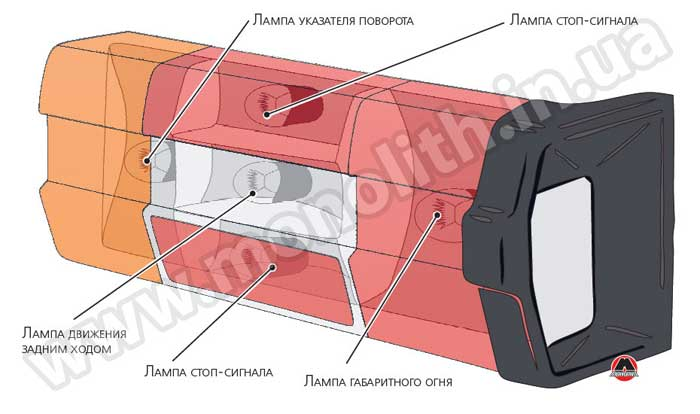 Лампа указателя поворота
Лампа стоп-сигнала
Лампа движения
задним ходом
Лампа стоп-сигнала
Лампа габаритного огня
www.monolith.in.ua